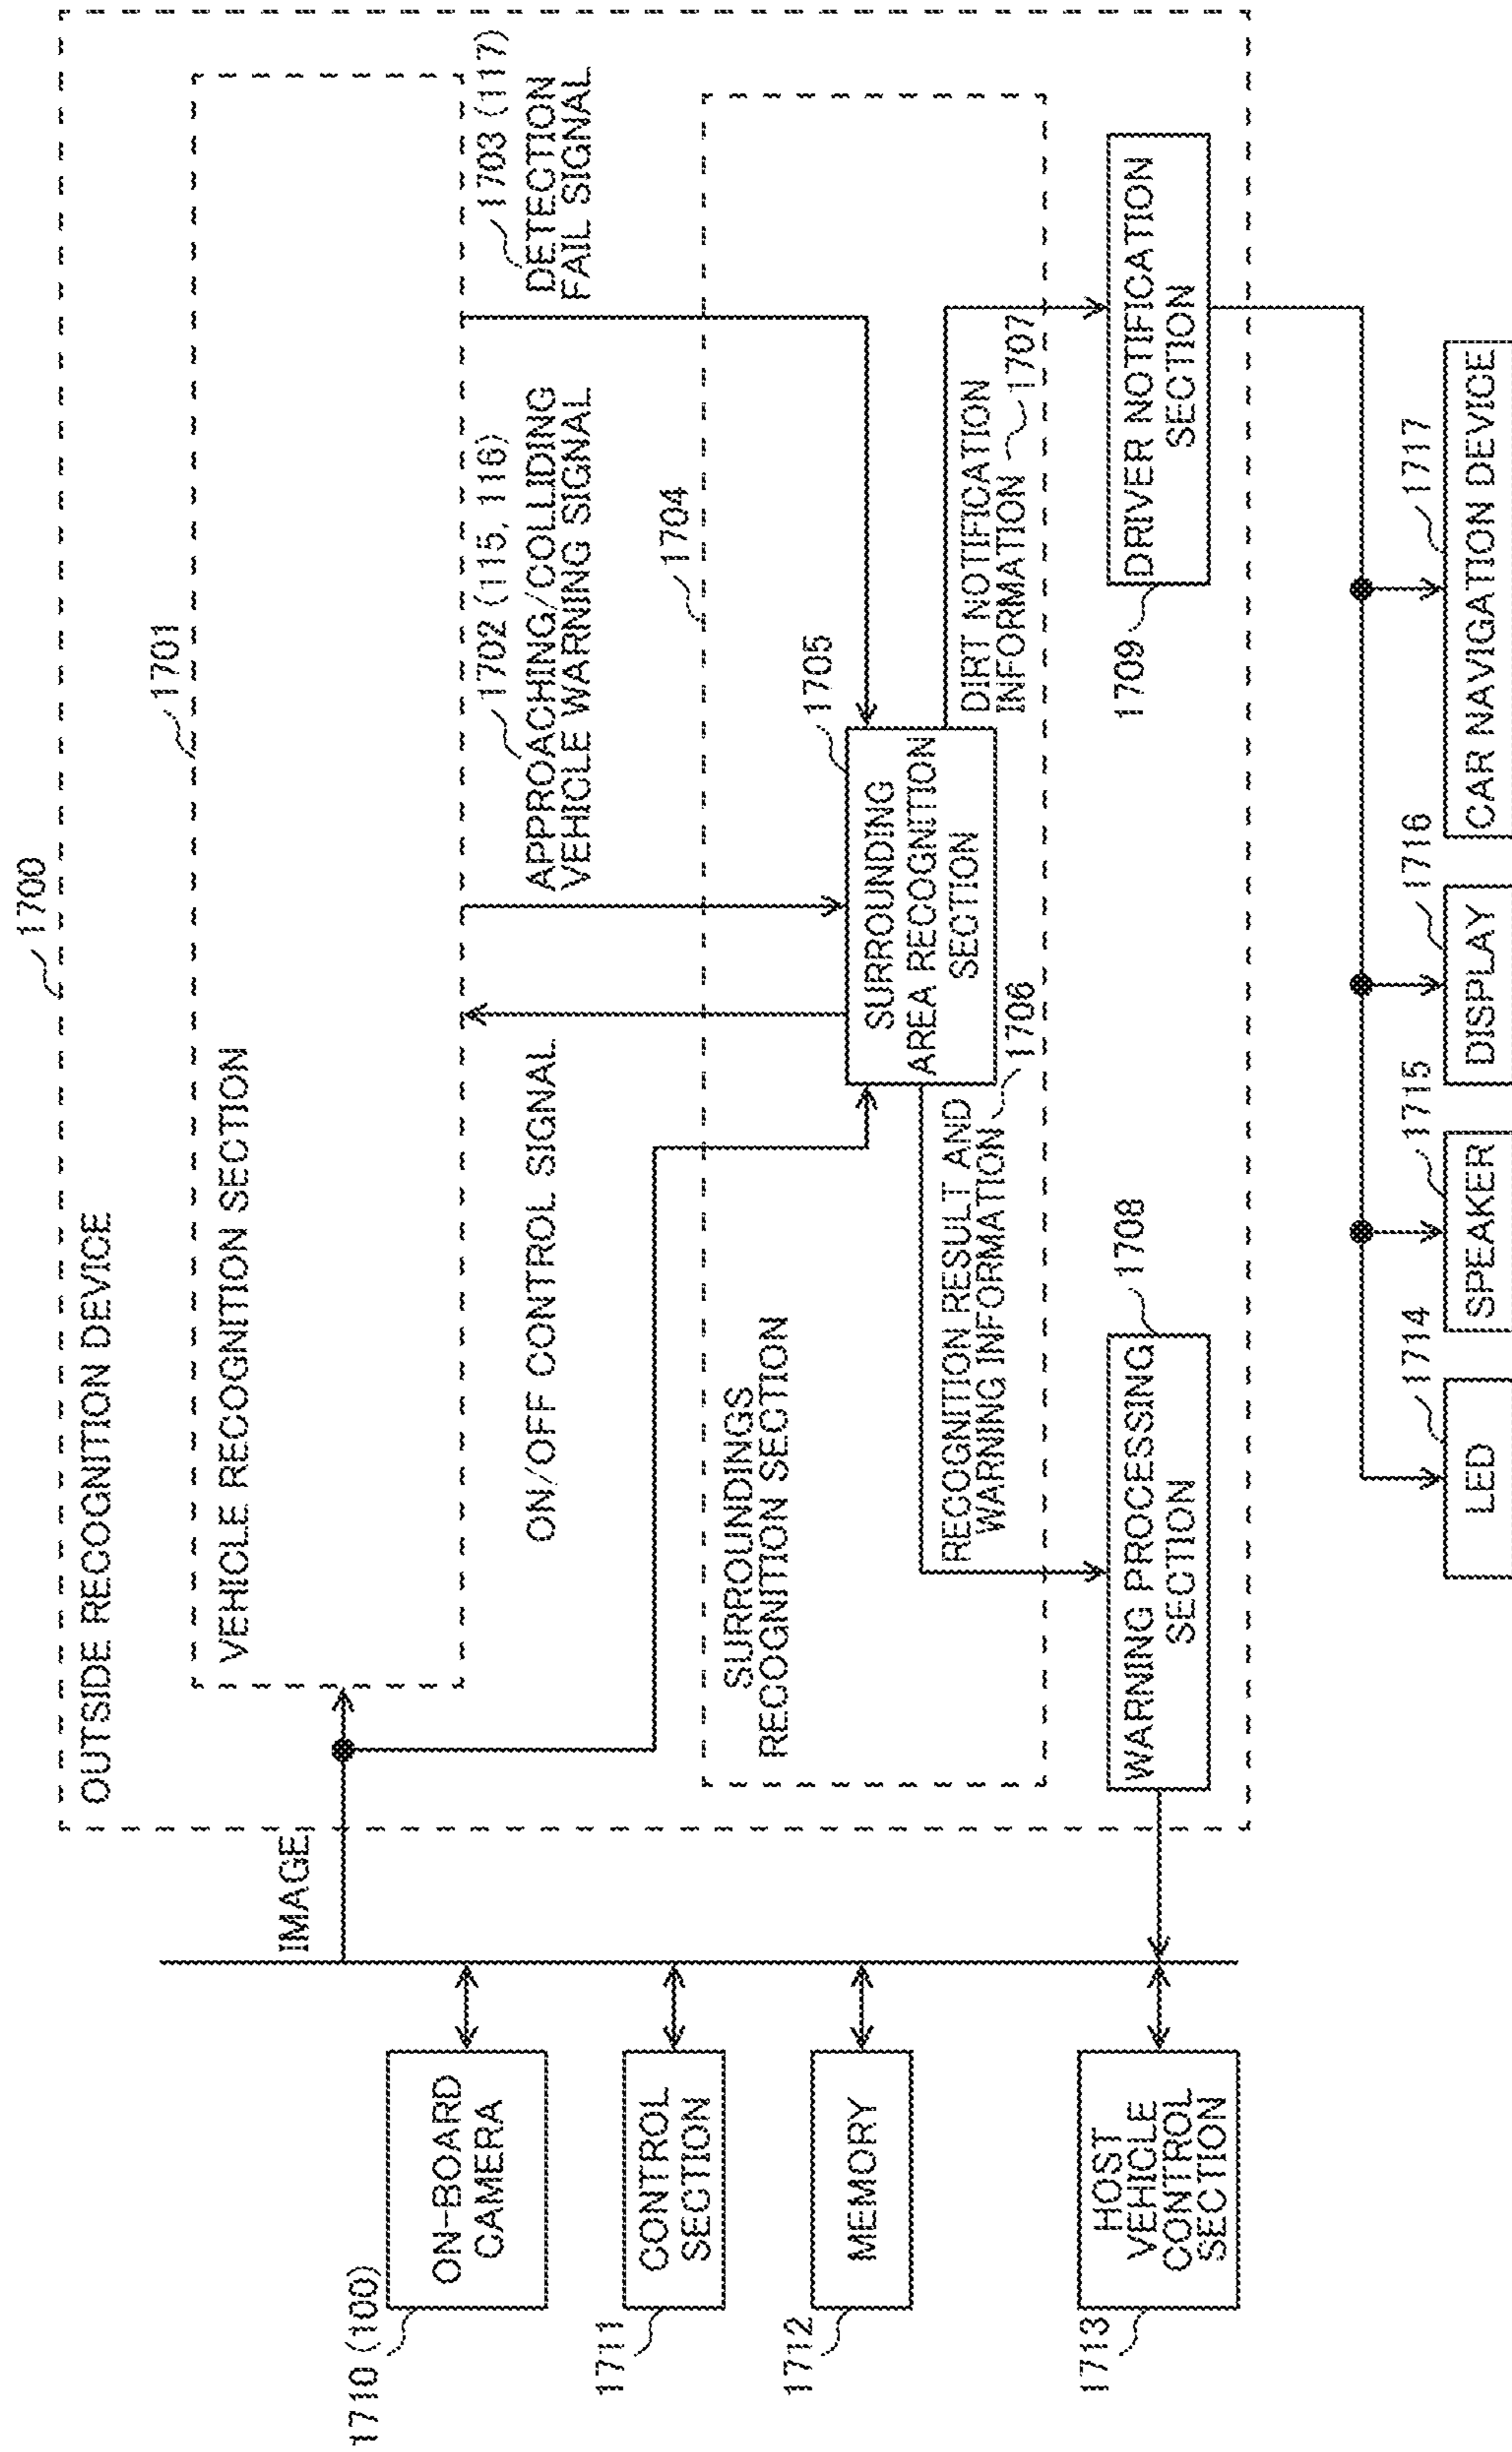 1700
OUTSIDE RECOGNITION DEVICE
1701
VEHICLE RECOGNITION SECTION
IMAGE
1710 (100)
ON-BOARD
CAMERA
1711
CONTROL
SECTION
1712
MEMORY
1713
HOST
VEHICLE
CONTROL
SECTION
ON/OFF CONTROL SIGNAL
1702 (115, 116)
APPROACHING/COLLIDING
VEHICLE WARNING SIGNAL
1703 (117)
DETECTION
FAIL SIGNAL
1704
SURROUNDINGS
RECOGNITION SECTION
1705
SURROUNDING
AREA RECOGNITION
SECTION
RECOGNITION RESULT AND
WARNING INFORMATION 1706
DIRT NOTIFICATION
INFORMATION 1707
1708
WARNING PROCESSING
SECTION
1709
DRIVER NOTIFICATION
SECTION
1714
LED
1715
SPEAKER
1716
DISPLAY
1717
CAR NAVIGATION DEVICE